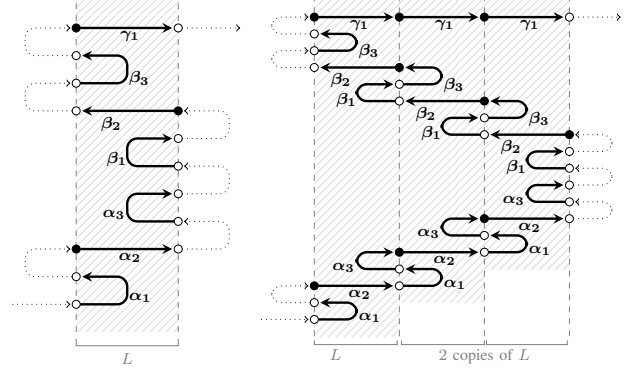 γ₁
β₃
β₂
β₁
α₃
α₂
α₁
L
γ₁ γ₁ γ₁
β₃
β₂ β₃
β₁
β₂ β₃
β₁
β₂
β₁
α₃
α₂
α₃ α₁
α₂
α₃ α₁
α₂
α₁
L 2 copies of L